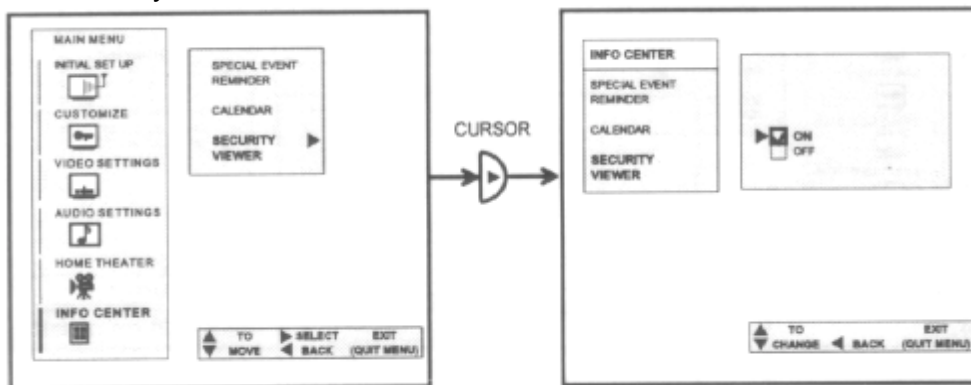 MAIN MENU
INITIAL SET UP
CUSTOMIZE
VIDEO SETTINGS
AUDIO SETTINGS
HOME THEATER
INFO CENTER
SPECIAL EVENT
REMINDER
CALENDAR
SECURITY
VIEWER
TO SELECT EXIT
MOVE BACK (QUIT MENU)
CURSOR
INFO CENTER
SPECIAL EVENT
REMINDER
CALENDAR
SECURITY
VIEWER
ON
OFF
TO EXIT
CHANGE BACK (QUIT MENU)